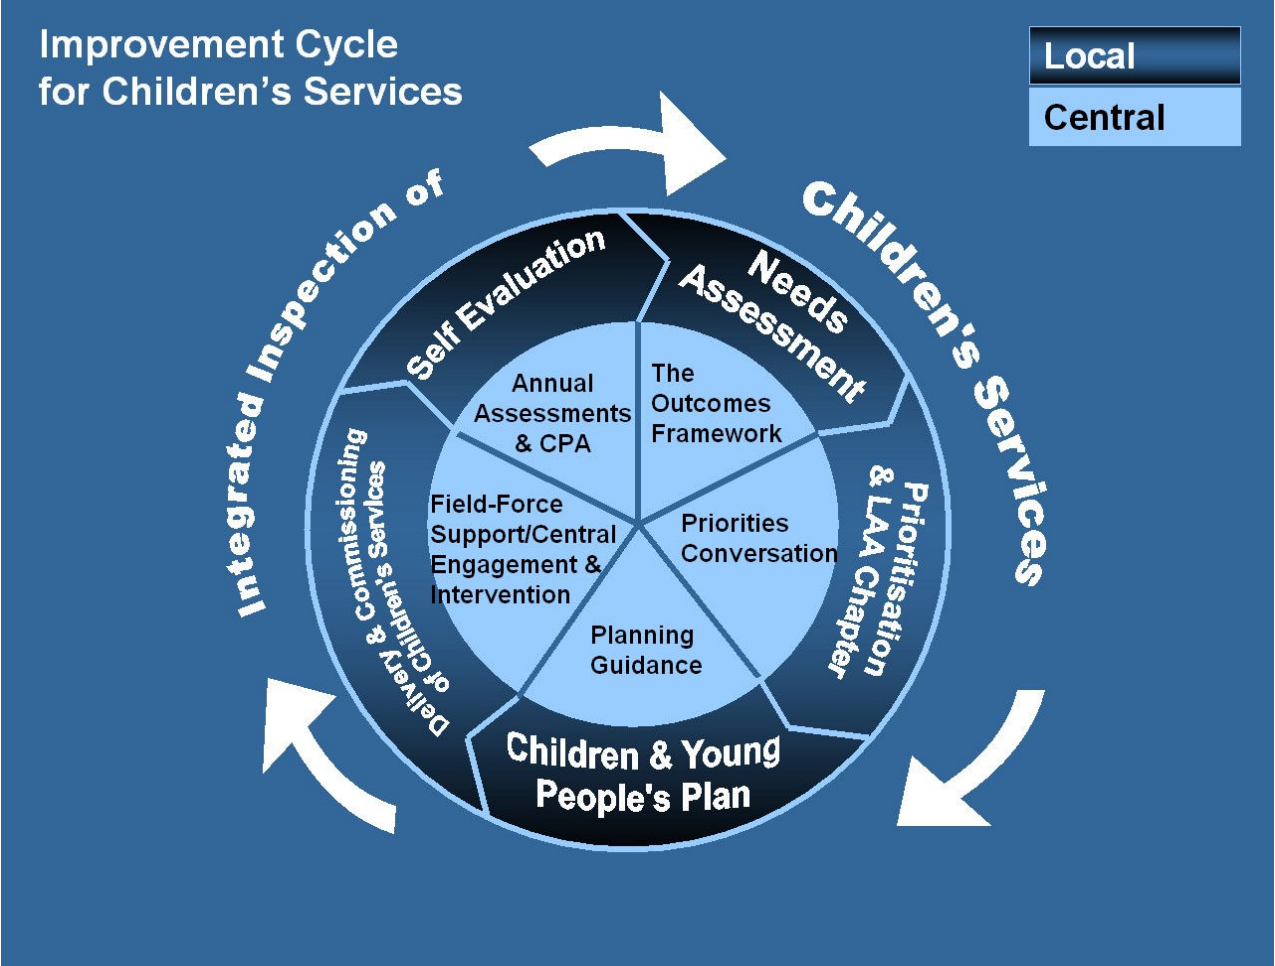 Improvement Cycle
for Children’s Services
Local
Central
Integrated Inspection of
Children's Services
Self Evaluation
Needs
Assessment
Prioritisation
& LAA Chapter
Children & Young
People's Plan
Delivery & Commissioning
of Children's Services
Annual
Assessments
& CPA
The
Outcomes
Framework
Priorities
Conversation
Planning
Guidance
Field-Force
Support/Central
Engagement &
Intervention